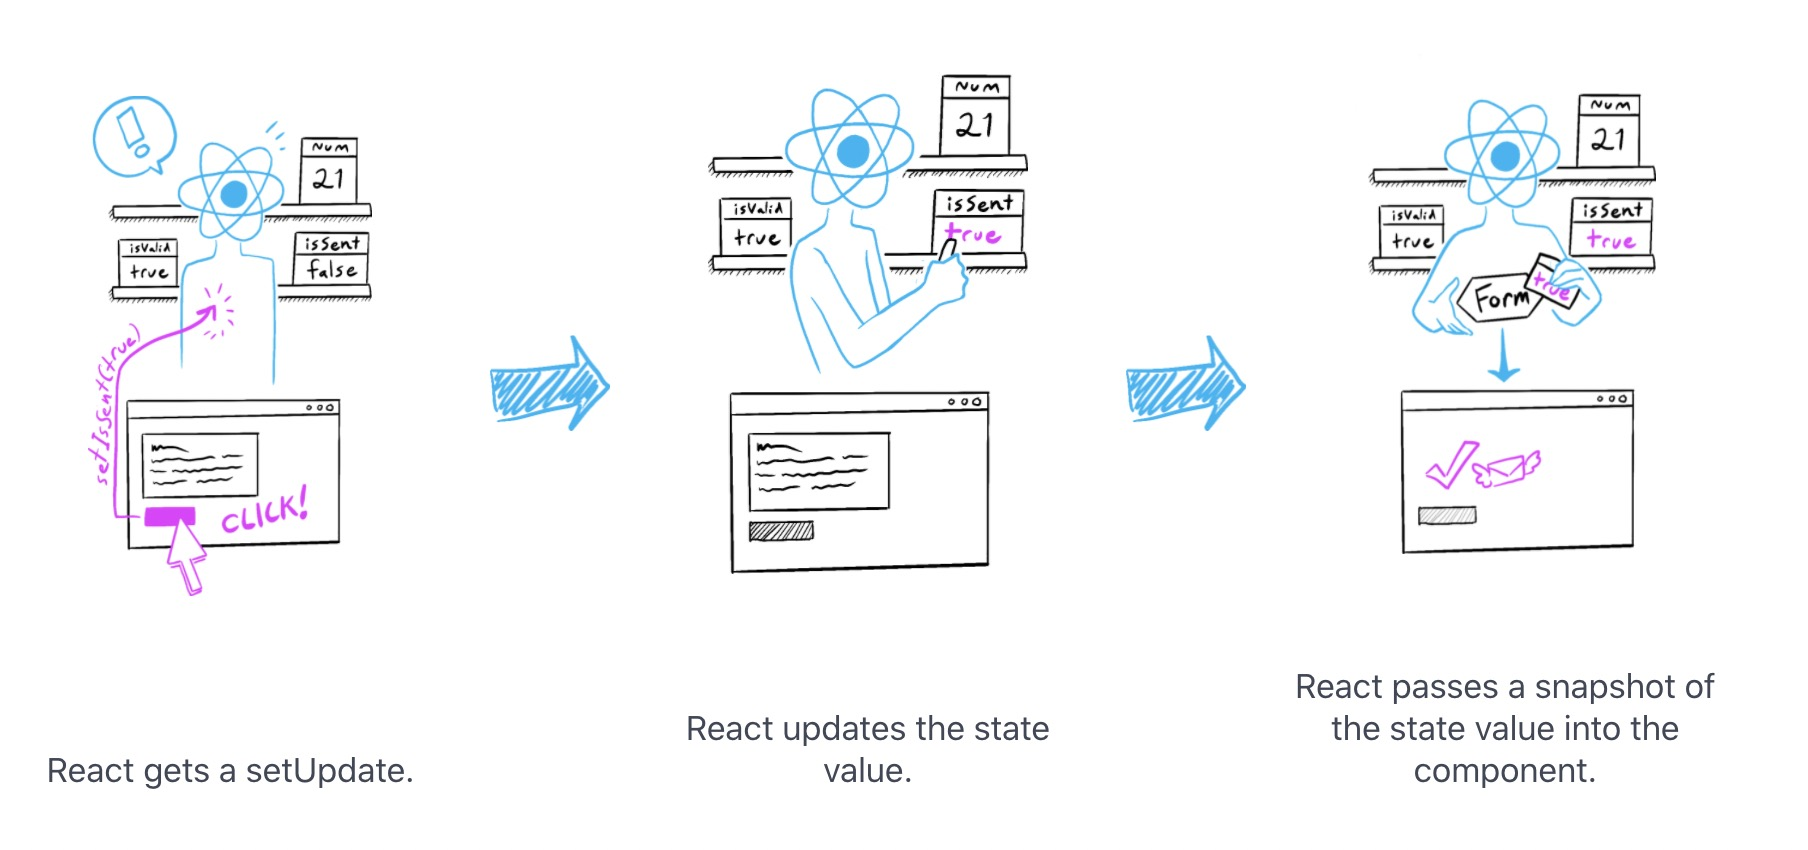 !
Num
21
isValid
true
isSent
false
setIsSent(true)
CLICK!
React gets a setUpdate.
Num
21
isValid
true
isSent
true
React updates the state
value.
Num
21
isValid
true
isSent
true
Form
true
React passes a snapshot of
the state value into the
component.